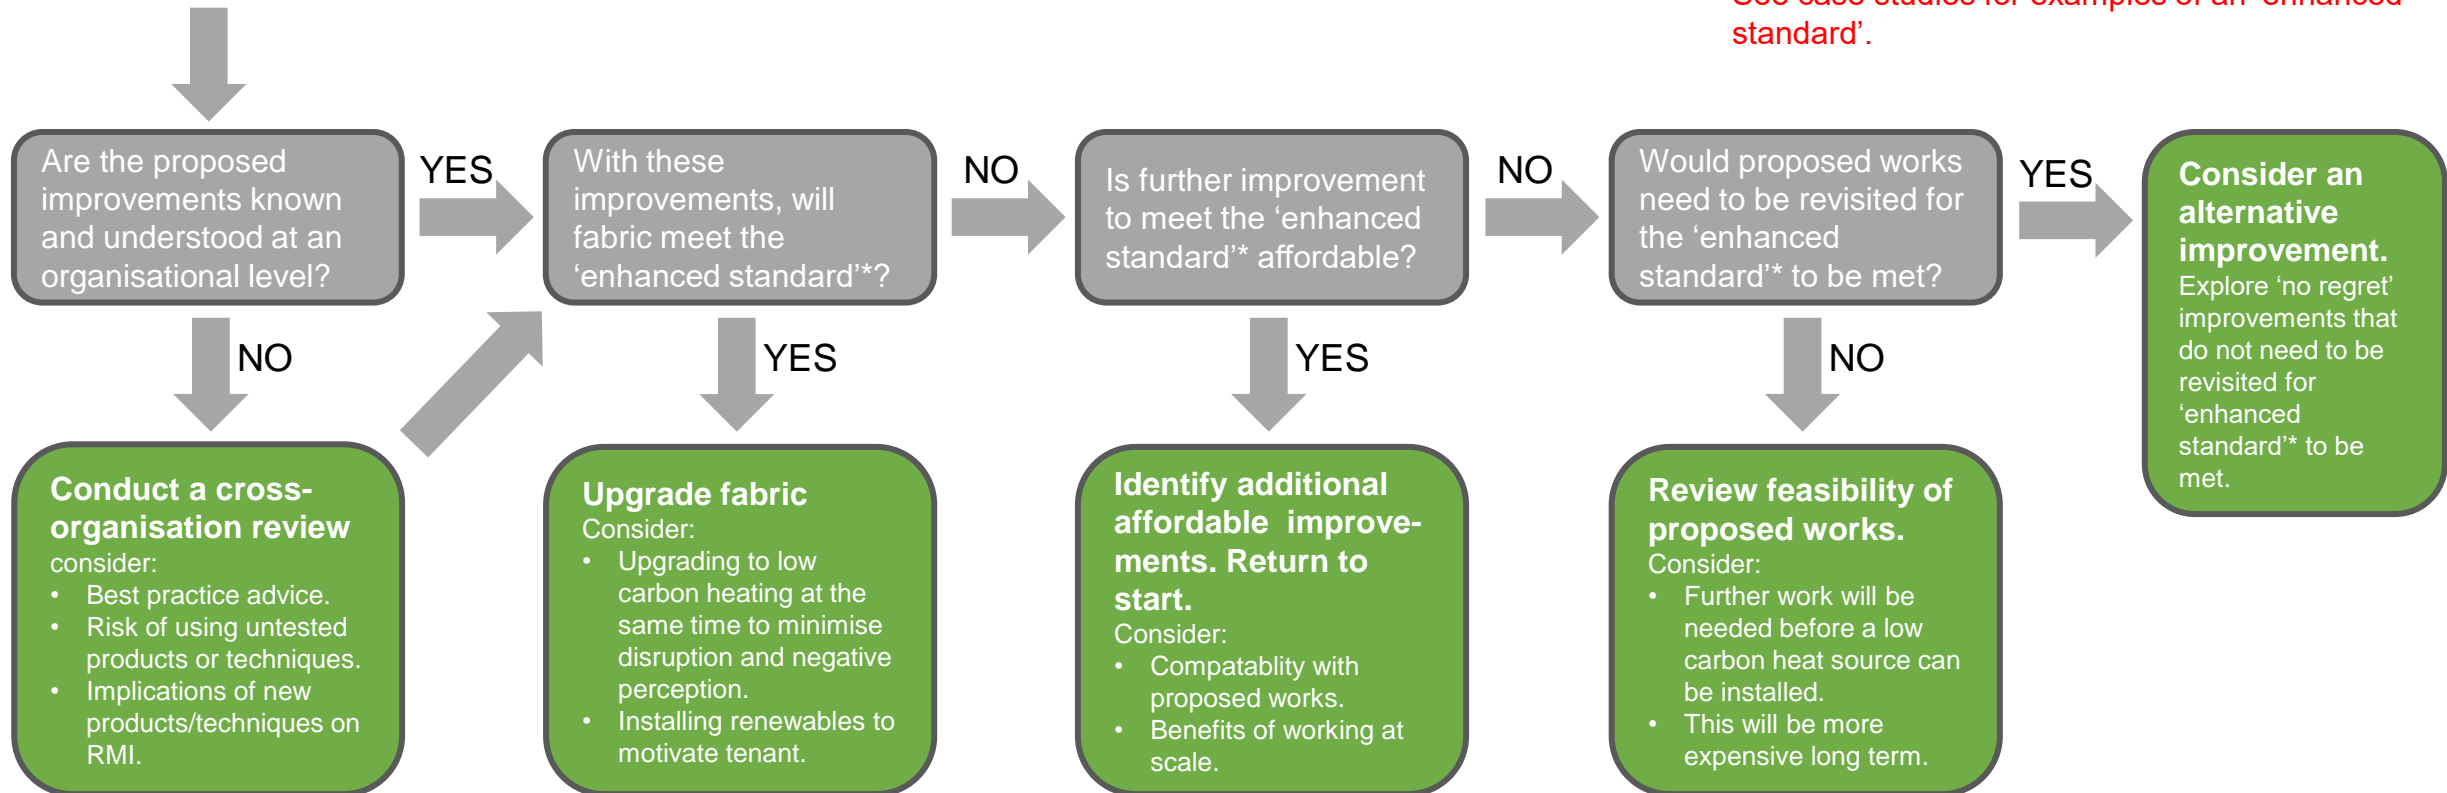 See case studies for examples of an ‘enhanced
standard’.
Are the proposed
improvements known
and understood at an
organisational level?
YES
With these
improvements, will
fabric meet the
‘enhanced standard’*?
NO
Is further improvement
to meet the ‘enhanced
standard’* affordable?
NO
Would proposed works
need to be revisited for
the ‘enhanced
standard’* to be met?
YES
Consider an
alternative
improvement.
Explore ‘no regret’
improvements that
do not need to be
revisited for
‘enhanced
standard’* to be
met.
NO
YES
YES
NO
Conduct a cross-
organisation review
consider:
• Best practice advice.
• Risk of using untested
products or techniques.
• Implications of new
products/techniques on
RMI.
Upgrade fabric
Consider:
• Upgrading to low
carbon heating at the
same time to minimise
disruption and negative
perception.
• Installing renewables to
motivate tenant.
Identify additional
affordable improve-
ments. Return to
start.
Consider:
• Compatablity with
proposed works.
• Benefits of working at
scale.
Review feasibility of
proposed works.
Consider:
• Further work will be
needed before a low
carbon heat source can
be installed.
• This will be more
expensive long term.